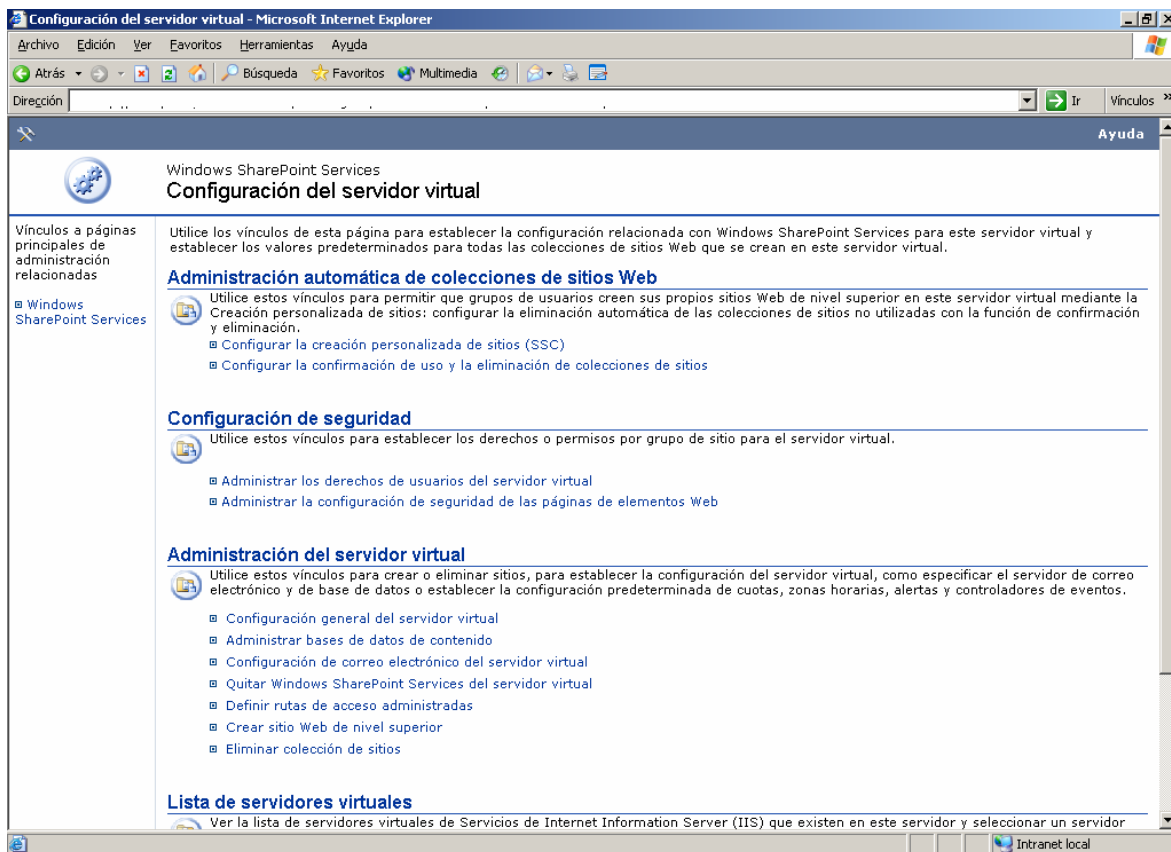 Configuración del servidor virtual - Microsoft Internet Explorer
Archivo Edición Ver Favoritos Herramientas Ayuda
Atrás Búsqueda Favoritos Multimedia
Dirección Ir Vínculos »
Ayuda
Windows SharePoint Services
Configuración del servidor virtual
Vínculos a páginas
principales de
administración
relacionadas
Windows
SharePoint Services
Utilice los vínculos de esta página para establecer la configuración relacionada con Windows SharePoint Services para este servidor virtual y
establecer los valores predeterminados para todas las colecciones de sitios Web que se crean en este servidor virtual.
Administración automática de colecciones de sitios Web
Utilice estos vínculos para permitir que grupos de usuarios creen sus propios sitios Web de nivel superior en este servidor virtual mediante la
Creación personalizada de sitios: configurar la eliminación automática de las colecciones de sitios no utilizadas con la función de confirmación
y eliminación.
Configurar la creación personalizada de sitios (SSC)
Configurar la confirmación de uso y la eliminación de colecciones de sitios
Configuración de seguridad
Utilice estos vínculos para establecer los derechos o permisos por grupo de sitio para el servidor virtual.
Administrar los derechos de usuarios del servidor virtual
Administrar la configuración de seguridad de las páginas de elementos Web
Administración del servidor virtual
Utilice estos vínculos para crear o eliminar sitios, para establecer la configuración del servidor virtual, como especificar el servidor de correo
electrónico y de base de datos o establecer la configuración predeterminada de cuotas, zonas horarias, alertas y controladores de eventos.
Configuración general del servidor virtual
Administrar bases de datos de contenido
Configuración de correo electrónico del servidor virtual
Quitar Windows SharePoint Services del servidor virtual
Definir rutas de acceso administradas
Crear sitio Web de nivel superior
Eliminar colección de sitios
Lista de servidores virtuales
Ver la lista de servidores virtuales de Servicios de Internet Information Server (IIS) que existen en este servidor y seleccionar un servidor
Intranet local